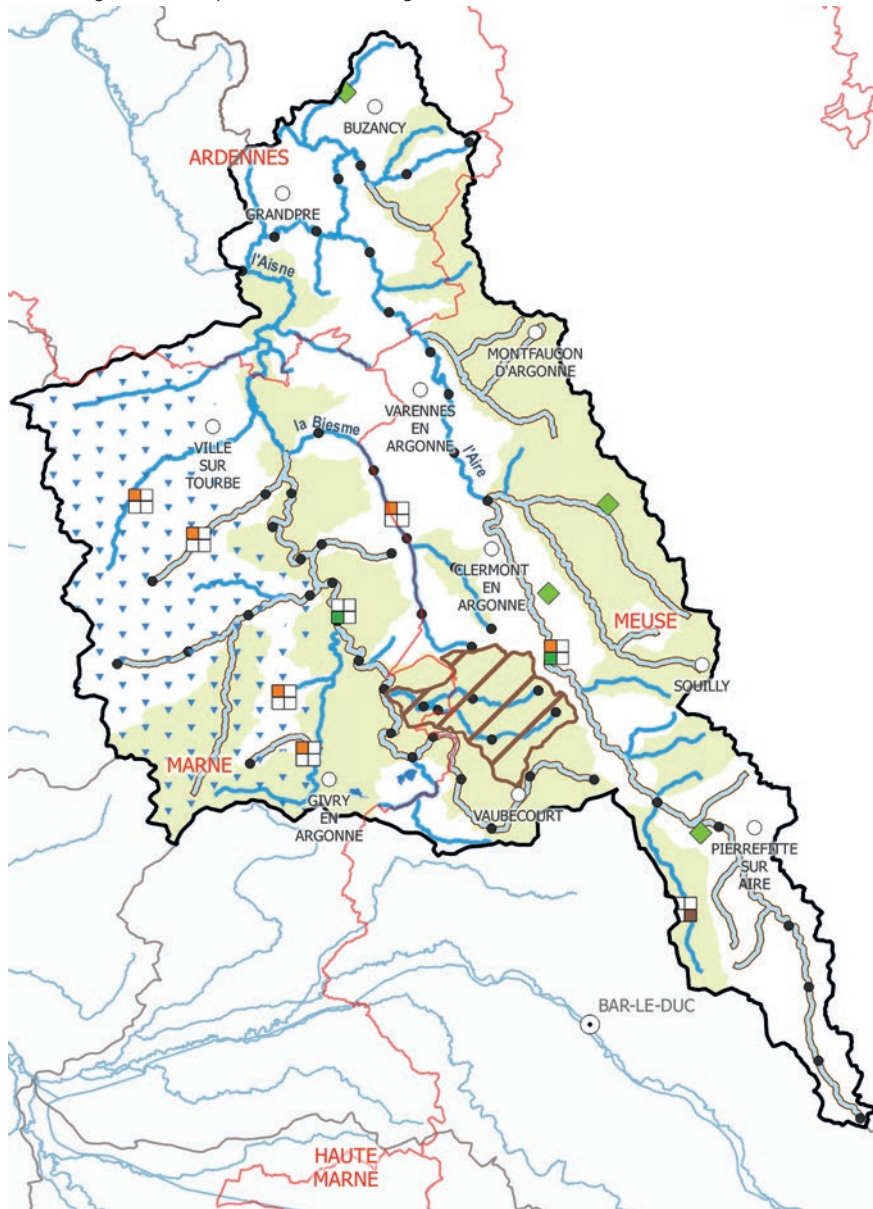 BUZANCY
ARDENNES
GRANDPRE
l'Aisne
MONTFAUCON
D'ARGONNE
VARENNES
EN
ARGONNE
la Biesme
l'Aire
VILLE
SUR
TOURBE
CLERMONT
EN
ARGONNE
MEUSE
SOUILLY
MARNE
GIVRY
EN
ARGONNE
VAUBECOURT
PIERREFITTE
SUR
AIRE
BAR-LE-DUC
HAUTE
MARNE